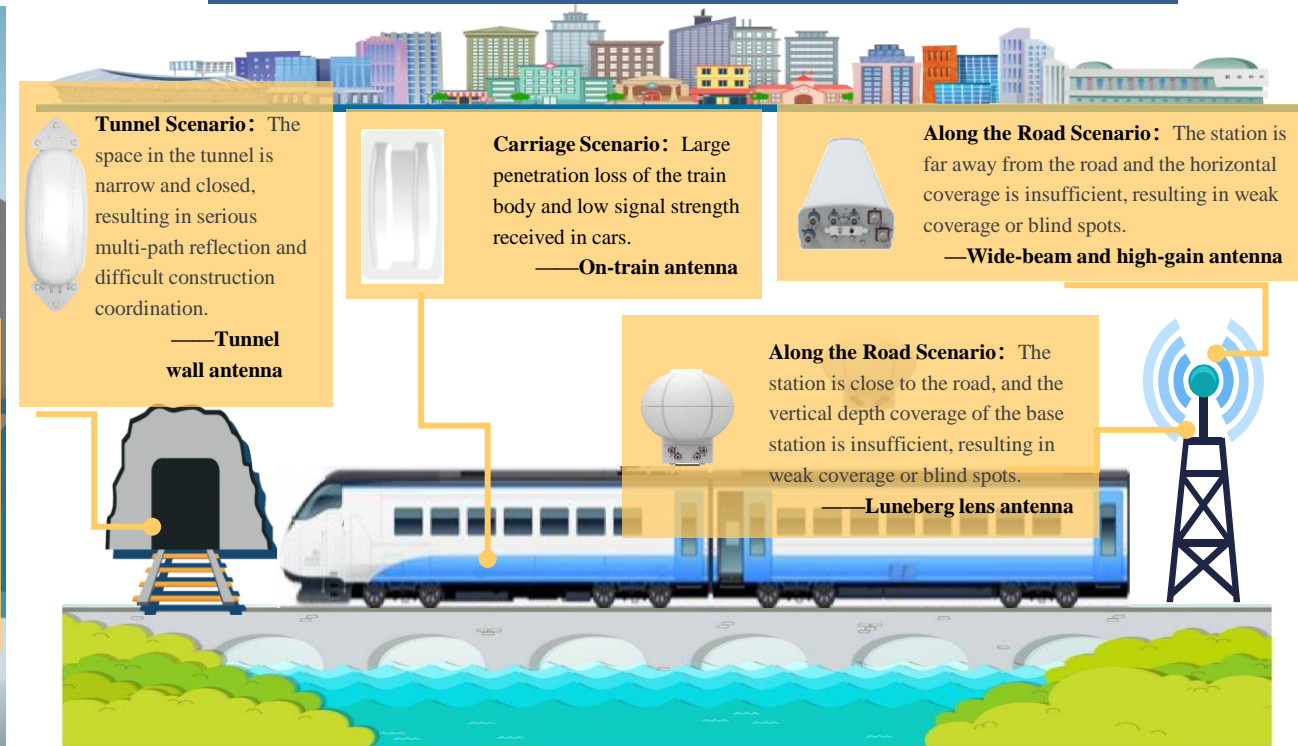 Tunnel Scenario：The
space in the tunnel is
narrow and closed,
resulting in serious
multi-path reflection and
difficult construction
coordination.
——Tunnel
wall antenna
Carriage Scenario：Large
penetration loss of the train
body and low signal strength
received in cars.
——On-train antenna
Along the Road Scenario：The station is
far away from the road and the horizontal
coverage is insufficient, resulting in weak
coverage or blind spots.
—Wide-beam and high-gain antenna
Along the Road Scenario：The
station is close to the road, and the
vertical depth coverage of the base
station is insufficient, resulting in
weak coverage or blind spots.
——Luneberg lens antenna